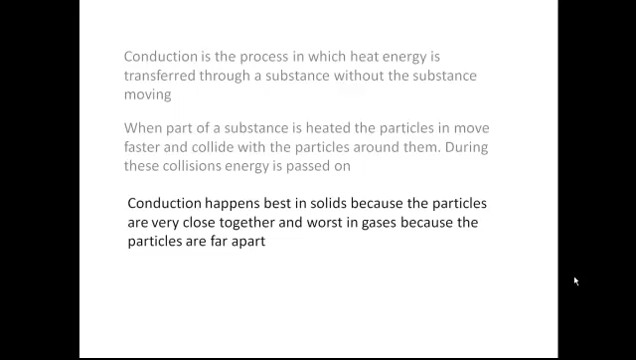 Conduction is the process in which heat energy is
transferred through a substance without the substance
moving
When part of a substance is heated the particles in move
faster and collide with the particles around them. During
these collisions energy is passed on
Conduction happens best in solids because the particles
are very close together and worst in gases because the
particles are far apart